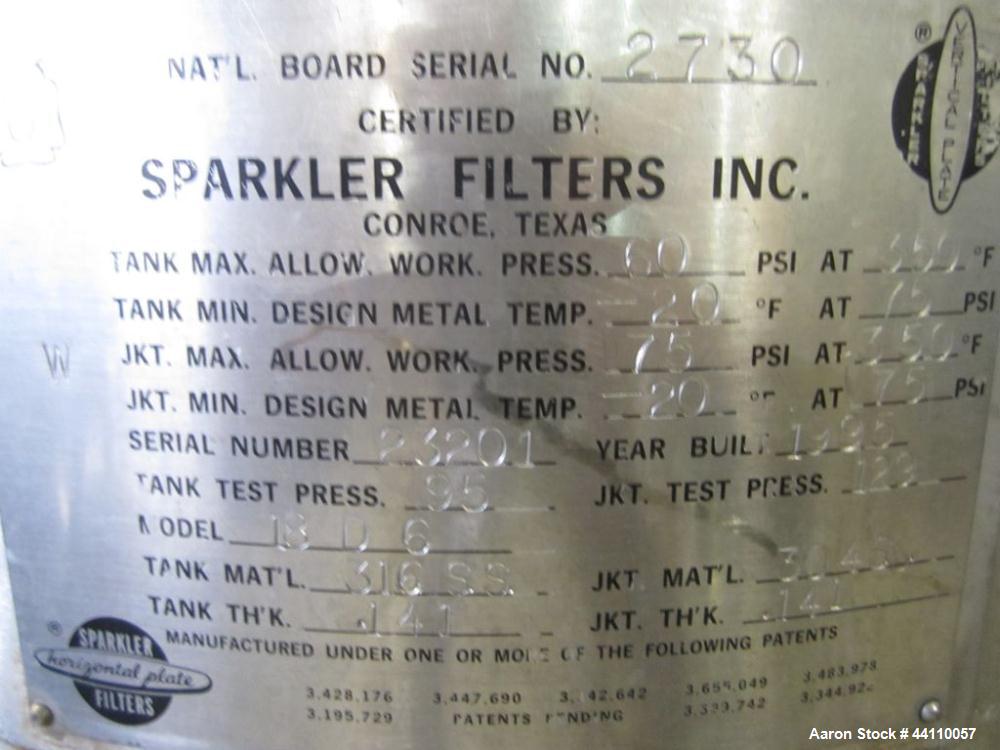 NAT'L. BOARD SERIAL NO. 2730
CERTIFIED BY:
SPARKLER FILTERS INC.
CONROE, TEXAS
® SPARKLER VERTICAL PLATE
TANK MAX. ALLOW. WORK. PRESS. 60 PSI AT 350 °F
TANK MIN. DESIGN METAL TEMP. -20 °F AT 75 PSI
W
JKT. MAX. ALLOW. WORK. PRESS. 75 PSI AT 350 °F
JKT. MIN. DESIGN METAL TEMP. -20 AT 75 PSI
SERIAL NUMBER 23201 YEAR BUILT 1995
TANK TEST PRESS. 95 JKT. TEST PRESS.
MODEL 18 D 6
TANK MAT'L. 316 S.S. JKT MAT'L.
TANK TH'K. .141 JKT. TH'K. .141
MANUFACTURED UNDER ONE OR MORE OF THE FOLLOWING PATENTS
® SPARKLER
horizontal plate
FILTERS
3,428,176 3,447,690 3,655,049 3,483,978
3,195,729 PATENTS PENDING
Aaron Stock # 44110057